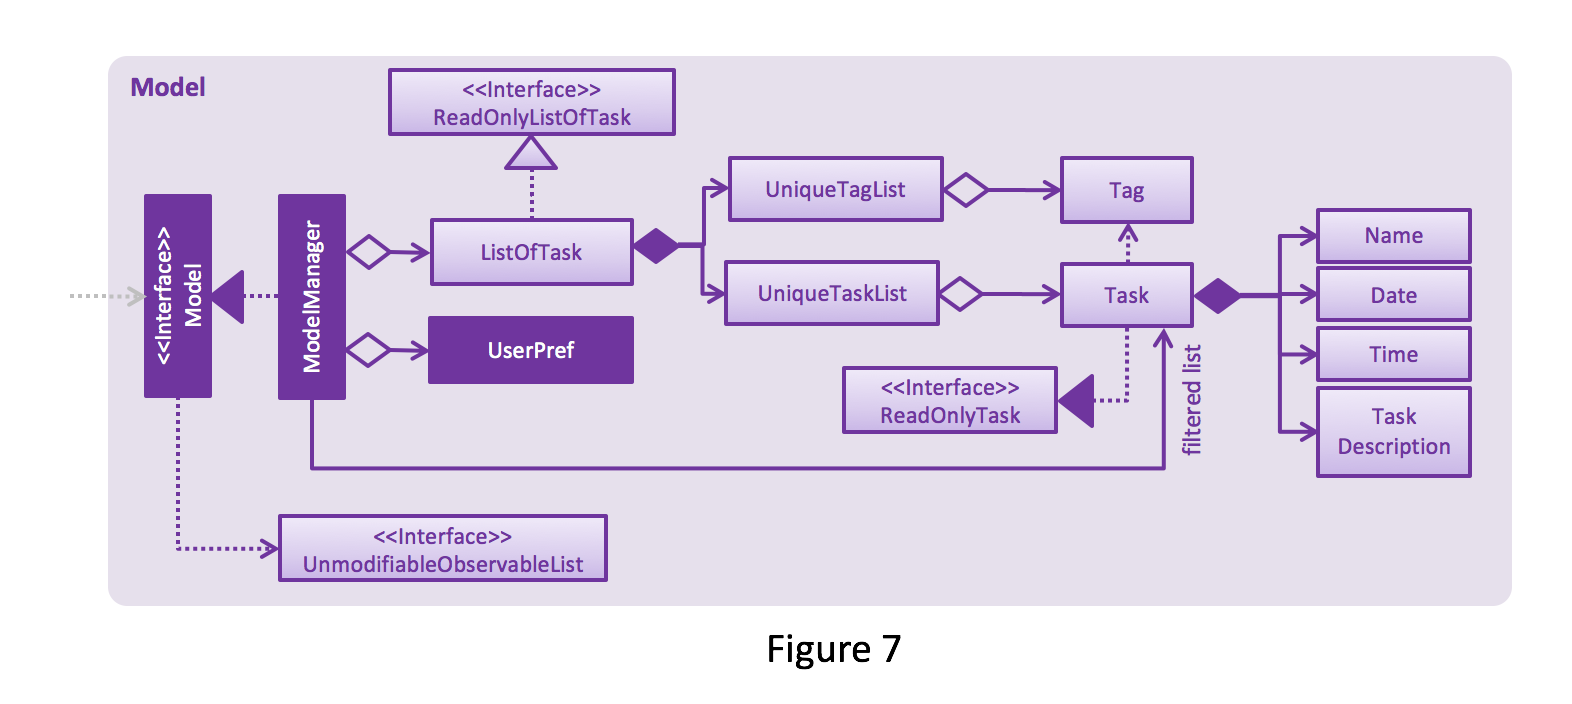 Model
<<Interface>>
ReadOnlyListOfTask
<<Interface>>
Model
ModelManager
ListOfTask
UserPref
UniqueTagList
UniqueTaskList
Tag
Task
<<Interface>>
ReadOnlyTask
filtered list
Name
Date
Time
Task
Description
<<Interface>>
UnmodifiableObservableList
Figure 7